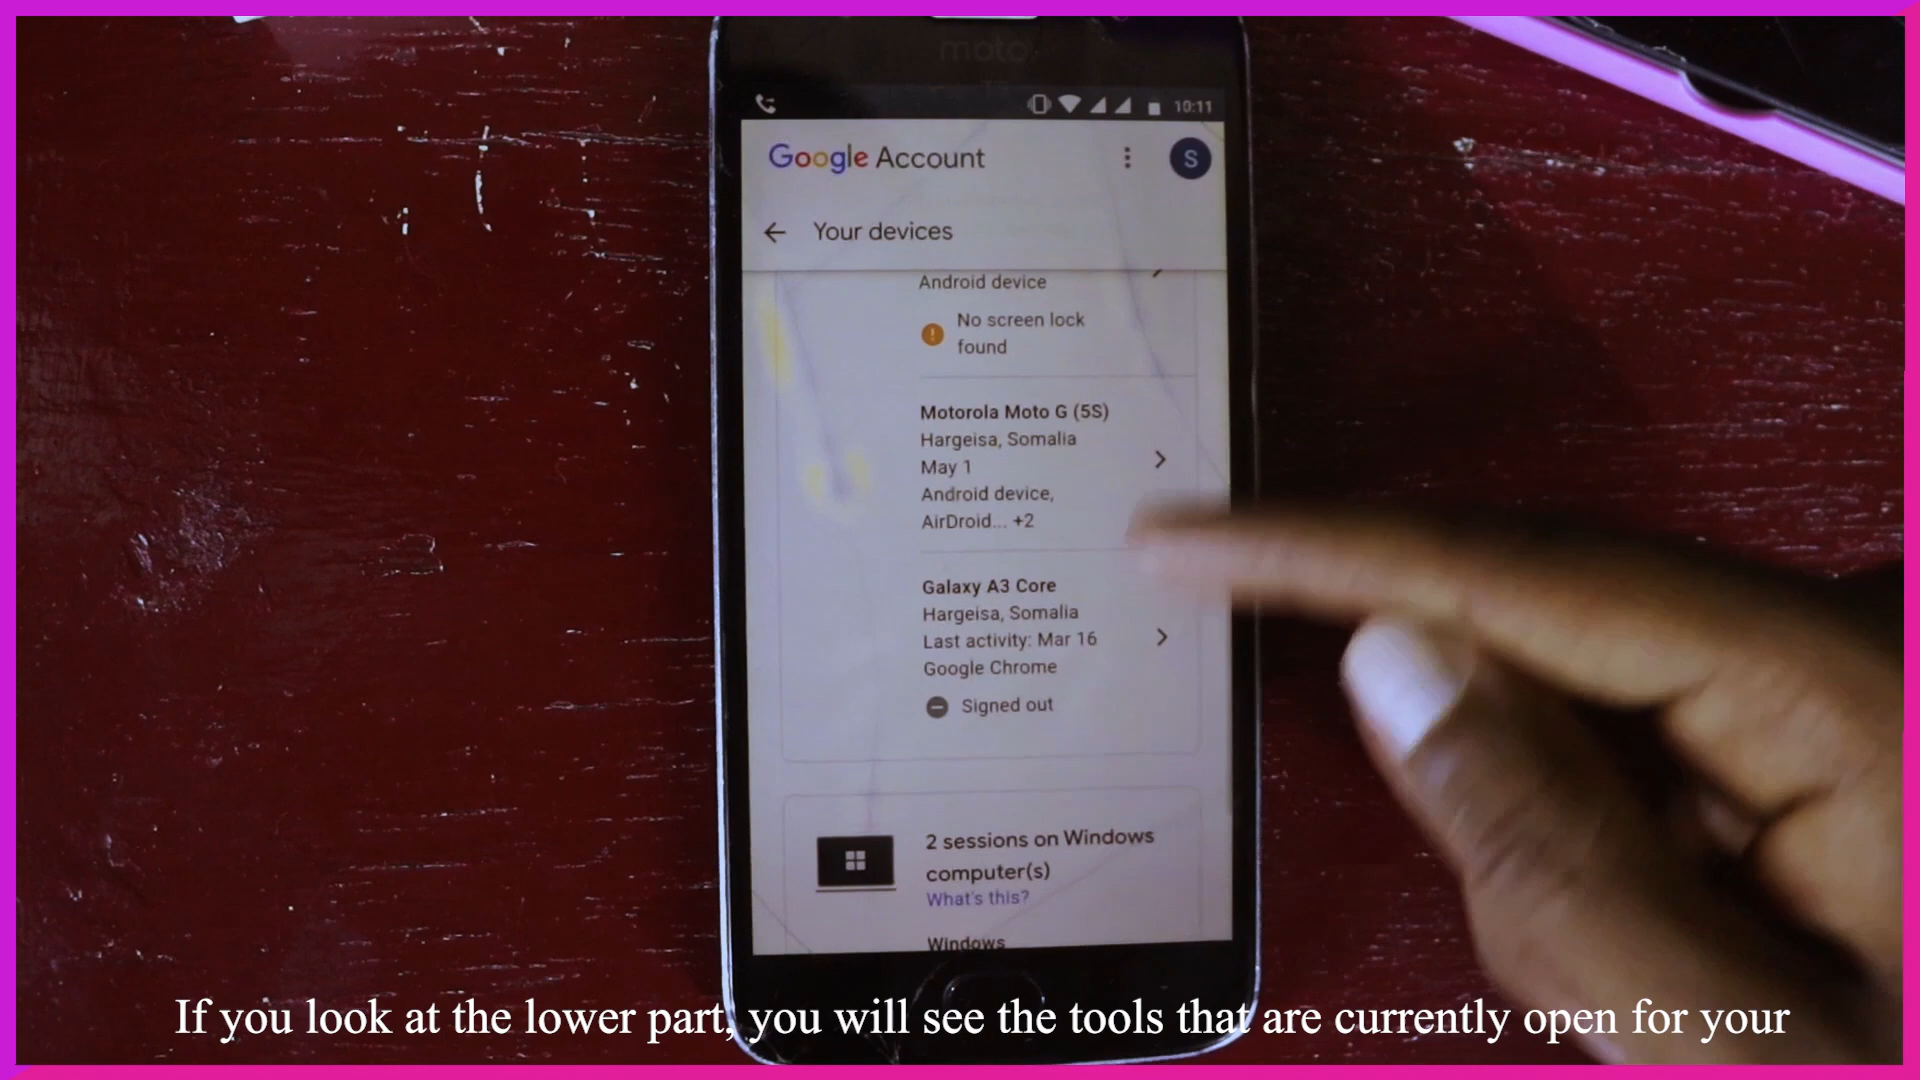 moto
10:11
Google Account
S
Your devices
Android device
No screen lock
found
Motorola Moto G (5S)
Hargeisa, Somalia
May 1
Android device,
AirDroid... +2
Galaxy A3 Core
Hargeisa, Somalia
Last activity: Mar 16
Google Chrome
Signed out
2 sessions on Windows
computer(s)
What's this?
Windows
If you look at the lower part, you will see the tools that are currently open for your